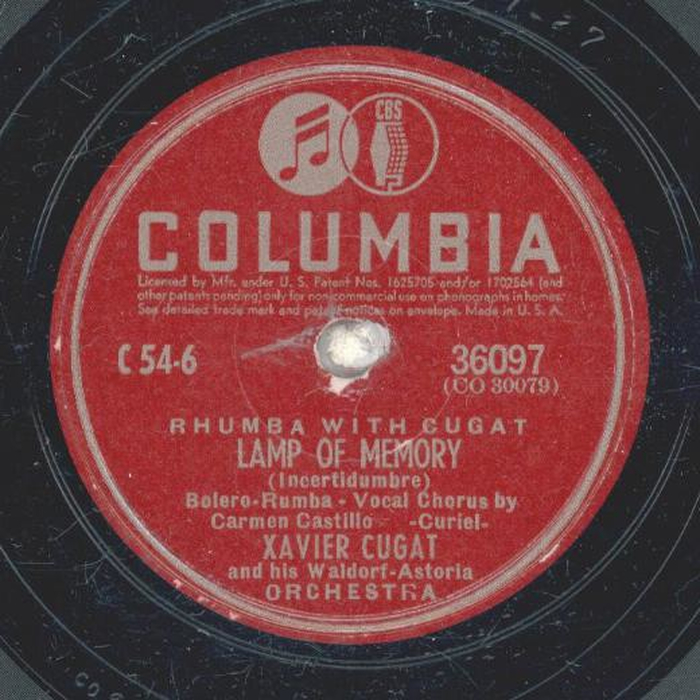 CBS
COLUMBIA
Licensed by Mfr. under U. S. Patent Nos. 1625705 and/or 1702564 (and
other patents pending) only for non-commercial use on phonographs in homes.
See detailed trade mark and patent notices on envelope. Made in U. S. A.
C 54-6
36097
(CO 30079)
RHUMBA WITH CUGAT
LAMP OF MEMORY
(Incertidumbre)
Bolero-Rumba - Vocal Chorus by
Carmen Castillo -Curiel-
XAVIER CUGAT
and his Waldorf-Astoria
ORCHESTRA
CO